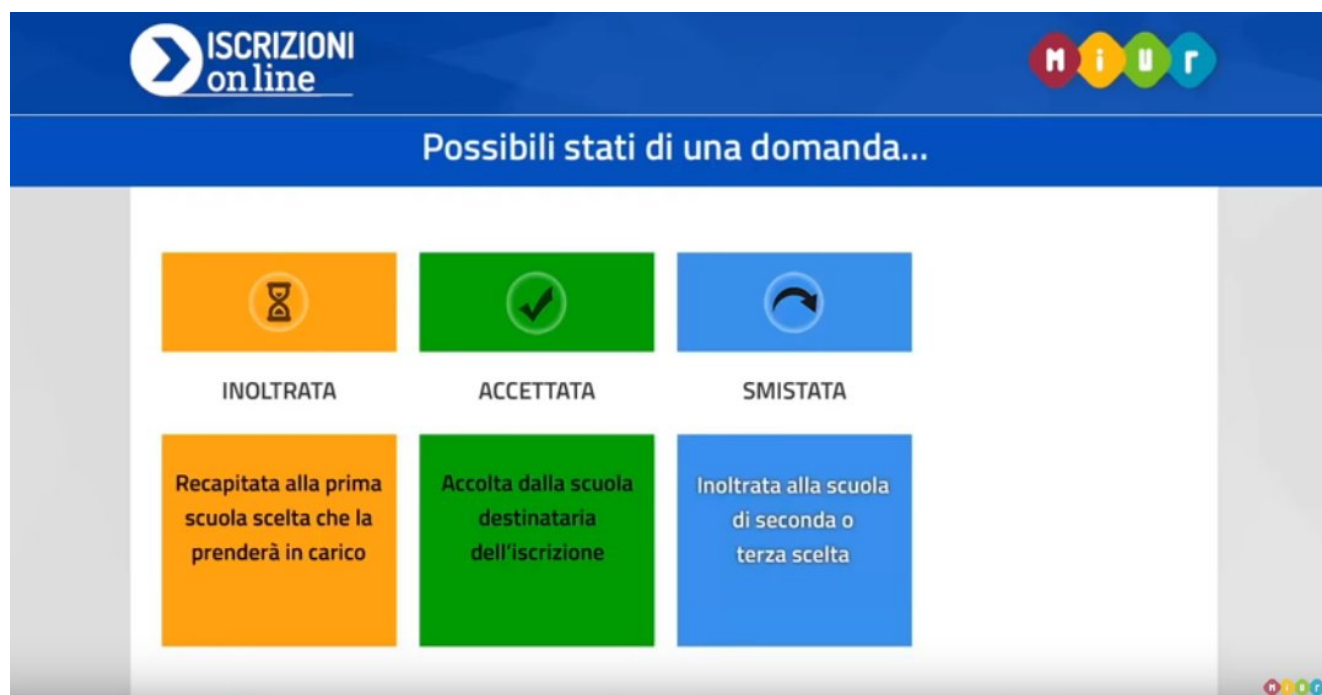 ISCRIZIONI
on line
MiUr
Possibili stati di una domanda...
INOLTRATA
ACCETTATA
SMISTATA
Recapitata alla prima
scuola scelta che la
prenderà in carico
Accolta dalla scuola
destinataria
dell'iscrizione
Inoltrata alla scuola
di seconda o
terza scelta
MiUr